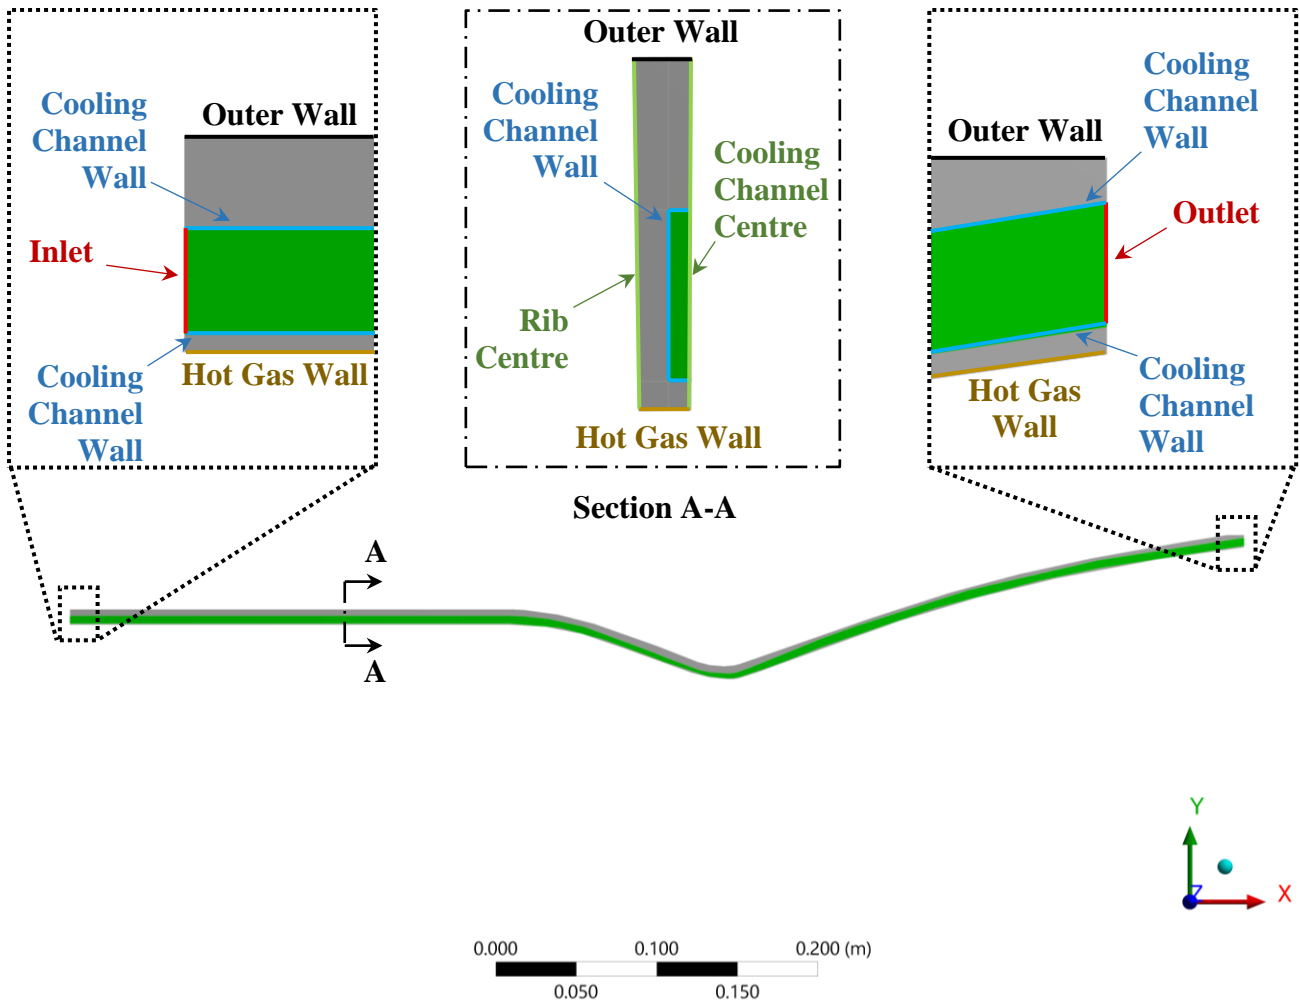 Outer Wall
Cooling
Channel
Wall
Inlet
Cooling
Channel
Wall
Hot Gas Wall
Outer Wall
Cooling
Channel
Wall
Cooling
Channel
Centre
Rib
Centre
Hot Gas Wall
Section A-A
Cooling
Channel
Wall
Outer Wall
Outlet
Hot Gas
Wall
Cooling
Channel
Wall
A
A
Y
Z
X
0.000
0.100
0.200 (m)
0.050
0.150